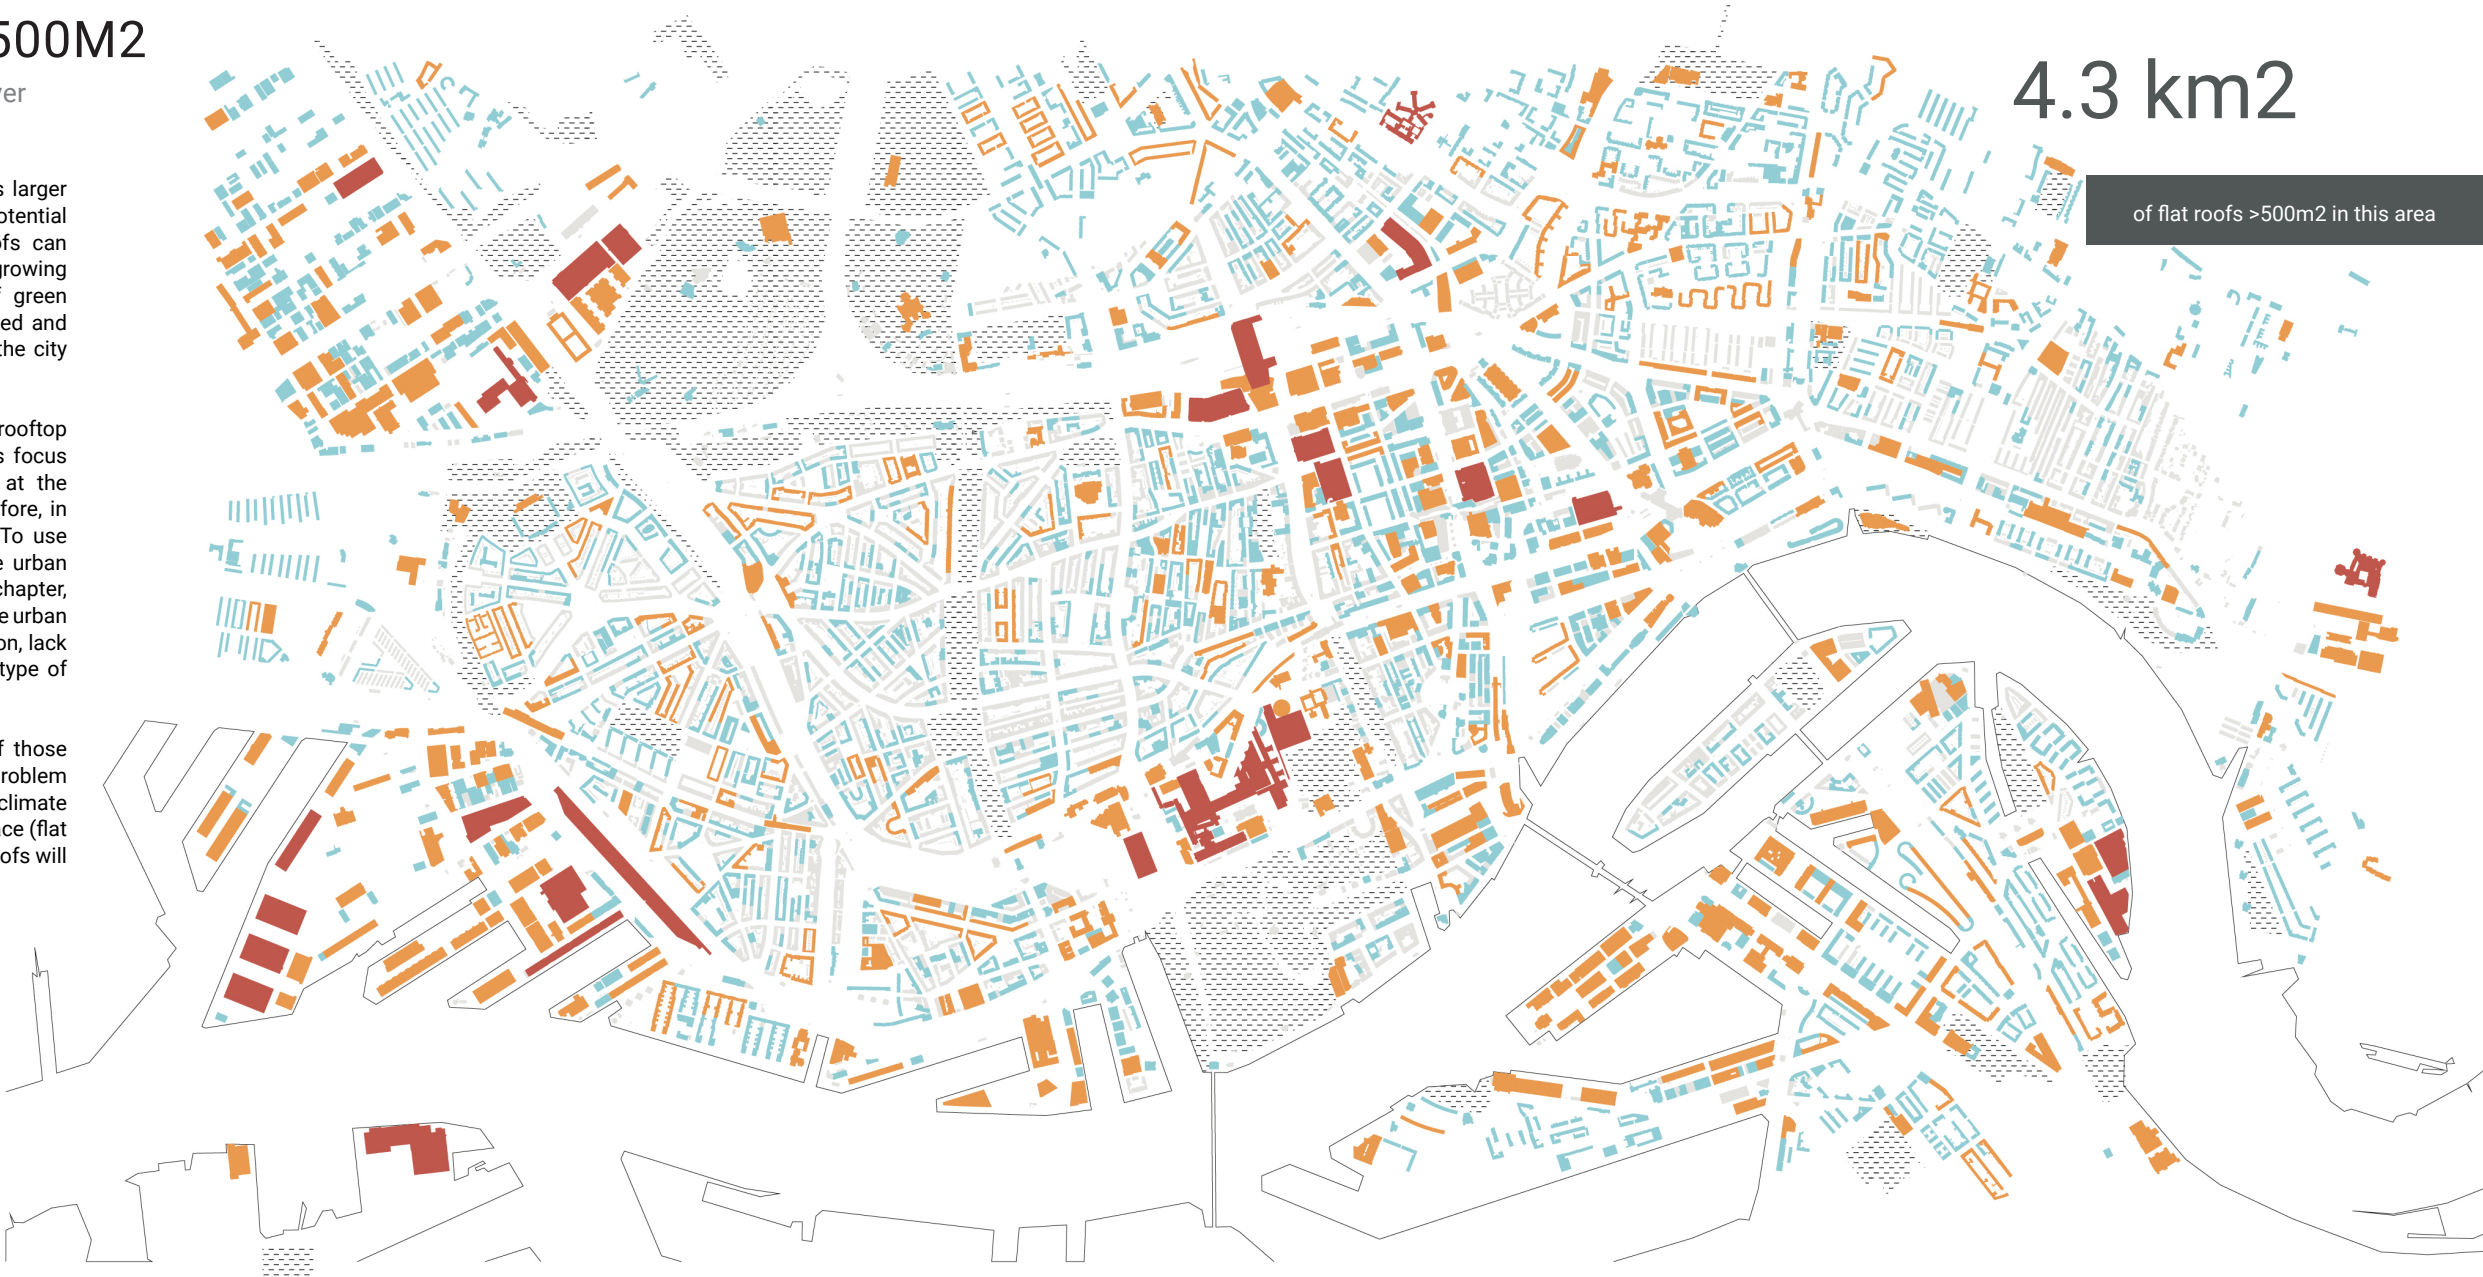 500M2
er
s larger
otential
ofs can
growing
f green
ed and
the city
rooftop
s focus
at the
fore, in
To use
e urban
chapter,
e urban
on, lack
type of
f those
roblem
climate
ce (flat
ofs will
4.3 km2
of flat roofs >500m2 in this area